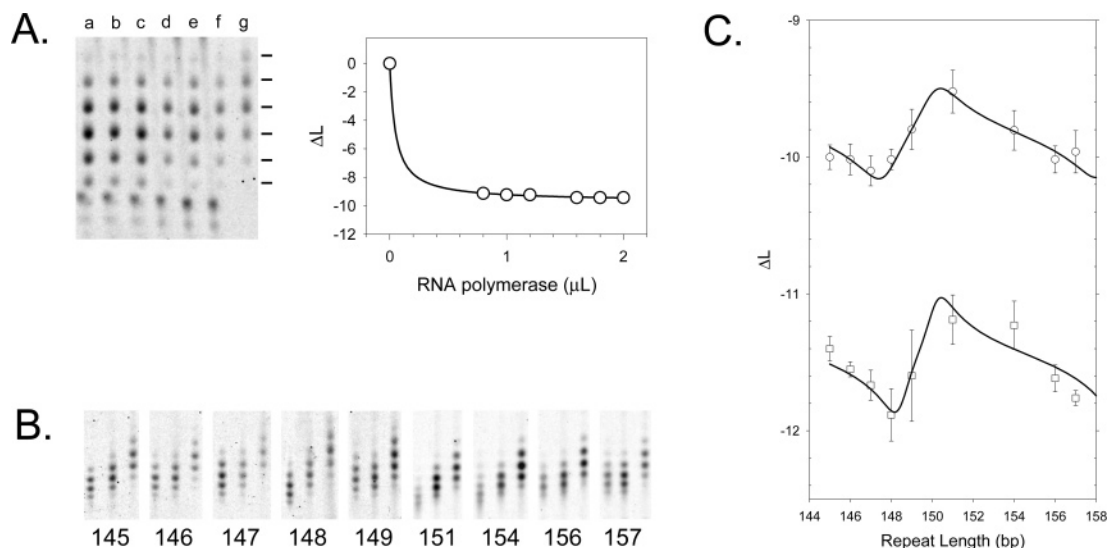 A.
a b c d e f g
0
-2
-4
-6
-8
-10
-12
ΔL
0 1 2
RNA polymerase (μL)
B.
145 146 147 148 149 151 154 156 157
C.
-9
-10
-11
-12
ΔL
144 146 148 150 152 154 156 158
Repeat Length (bp)